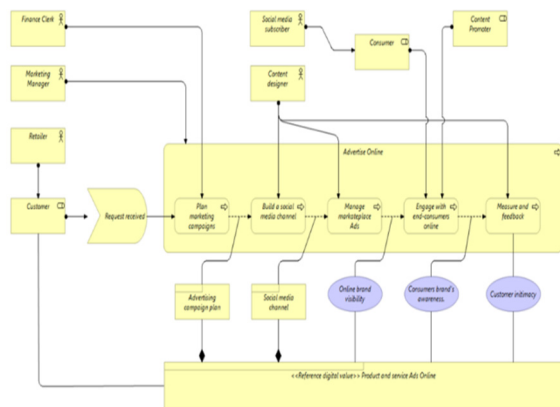 Finance Clerk
Social media
subscriber
Content
Promoter
Consumer
Marketing
Manager
Content
designer
Retailer
Advertise Online
Customer
Request received
Plan
marketing
campaigns
Build a social
media channel
Manage
marketplace
Ads
Engage with
end-consumers
online
Measure and
feedback
Advertising
campaign plan
Social media
channel
Online brand
visibility
Consumers brand's
awareness.
Customer intimacy
<<Reference digital value>> Product and service Ads Online